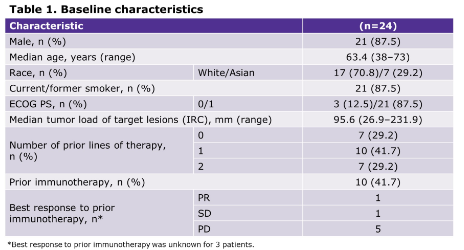 Table 1. Baseline characteristics
Characteristic (n=24)
Male, n (%) 21 (87.5)
Median age, years (range) 63.4 (38–73)
Race, n (%) White/Asian 17 (70.8)/7 (29.2)
Current/former smoker, n (%) 21 (87.5)
ECOG PS, n (%) 0/1 3 (12.5)/21 (87.5)
Median tumor load of target lesions (IRC), mm (range) 95.6 (26.9–231.9)
Number of prior lines of therapy, n (%)
0 7 (29.2)
1 10 (41.7)
2 7 (29.2)
Prior immunotherapy, n (%) 10 (41.7)
Best response to prior
immunotherapy, n*
PR 1
SD 1
PD 5
*Best response to prior immunotherapy was unknown for 3 patients.